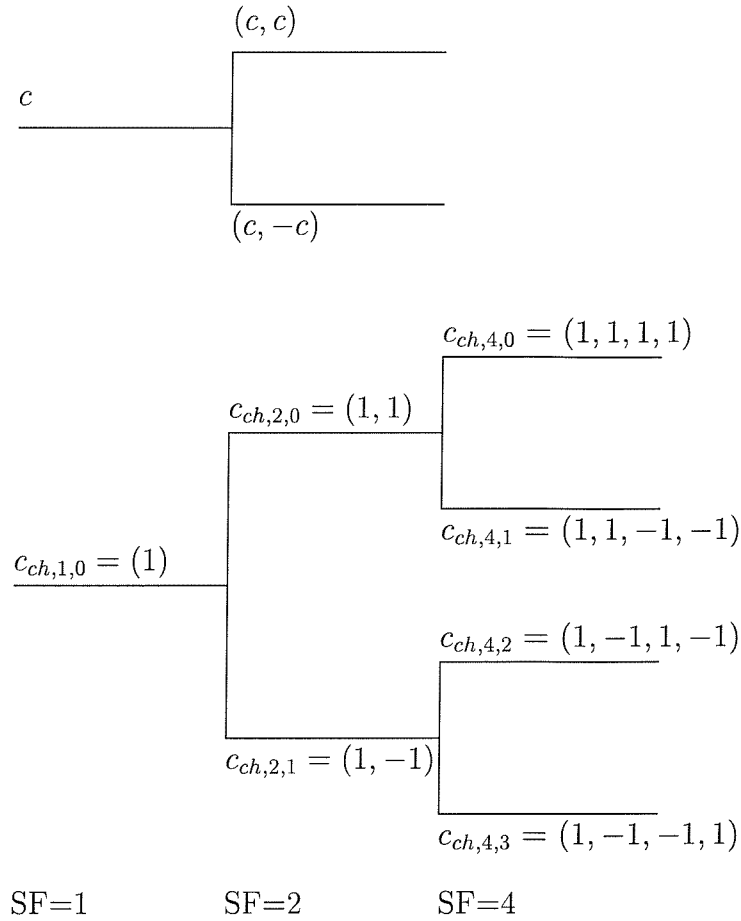 (c, c)
c
(c, −c)
c_{ch,4,0} = (1, 1, 1, 1)
c_{ch,2,0} = (1, 1)
c_{ch,4,1} = (1, 1, −1, −1)
c_{ch,1,0} = (1)
c_{ch,4,2} = (1, −1, 1, −1)
c_{ch,2,1} = (1, −1)
c_{ch,4,3} = (1, −1, −1, 1)
SF=1 SF=2 SF=4